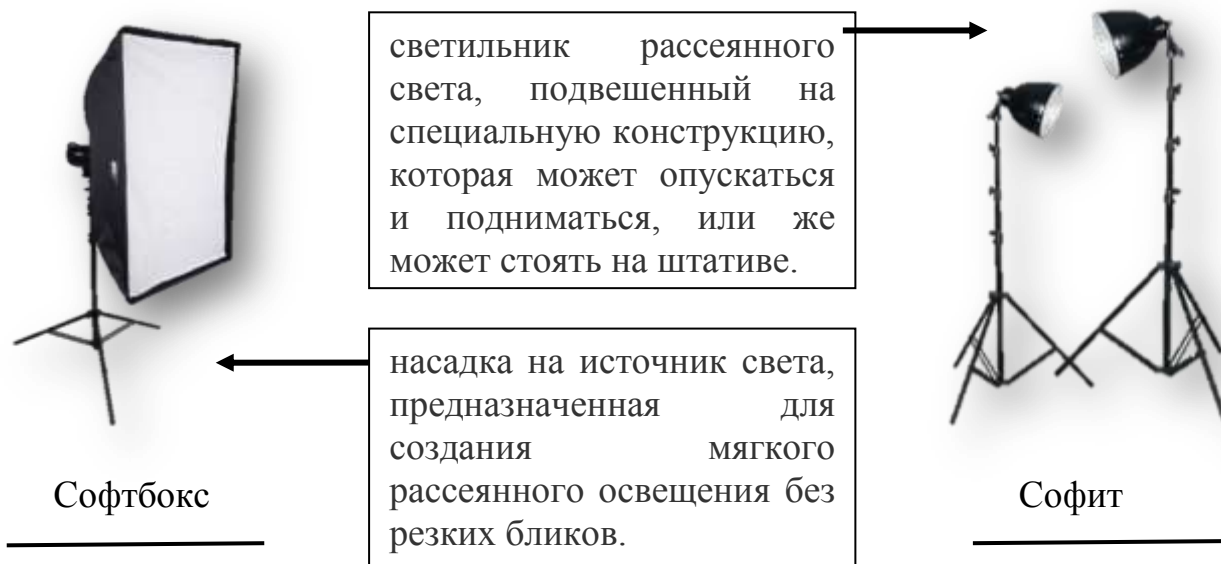 светильник рассеянного
света, подвешенный на
специальную конструкцию,
которая может опускаться
и подниматься, или же
может стоять на штативе.
насадка на источник света,
предназначенная для
создания мягкого
рассеянного освещения без
резких бликов.
Софтбокс
Софит